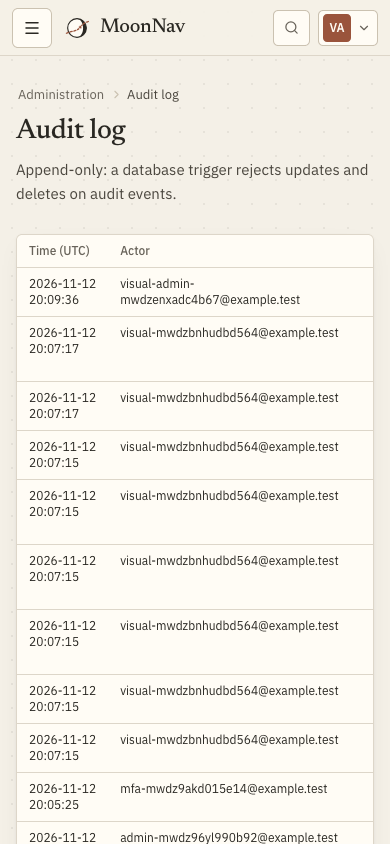 MoonNav
VA
Administration > Audit log
Audit log
Append-only: a database trigger rejects updates and
deletes on audit events.
Time (UTC) Actor
2026-11-12 visual-admin-
20:09:36 mwdzenxadc4b67@example.test
2026-11-12 visual-mwdzbnhudbd564@example.test
20:07:17
2026-11-12 visual-mwdzbnhudbd564@example.test
20:07:17
2026-11-12 visual-mwdzbnhudbd564@example.test
20:07:15
2026-11-12 visual-mwdzbnhudbd564@example.test
20:07:15
2026-11-12 visual-mwdzbnhudbd564@example.test
20:07:15
2026-11-12 visual-mwdzbnhudbd564@example.test
20:07:15
2026-11-12 visual-mwdzbnhudbd564@example.test
20:07:15
2026-11-12 visual-mwdzbnhudbd564@example.test
20:07:15
2026-11-12 mfa-mwdz9akd015e14@example.test
20:05:25
2026-11-12 admin-mwdz96yl990b92@example.test